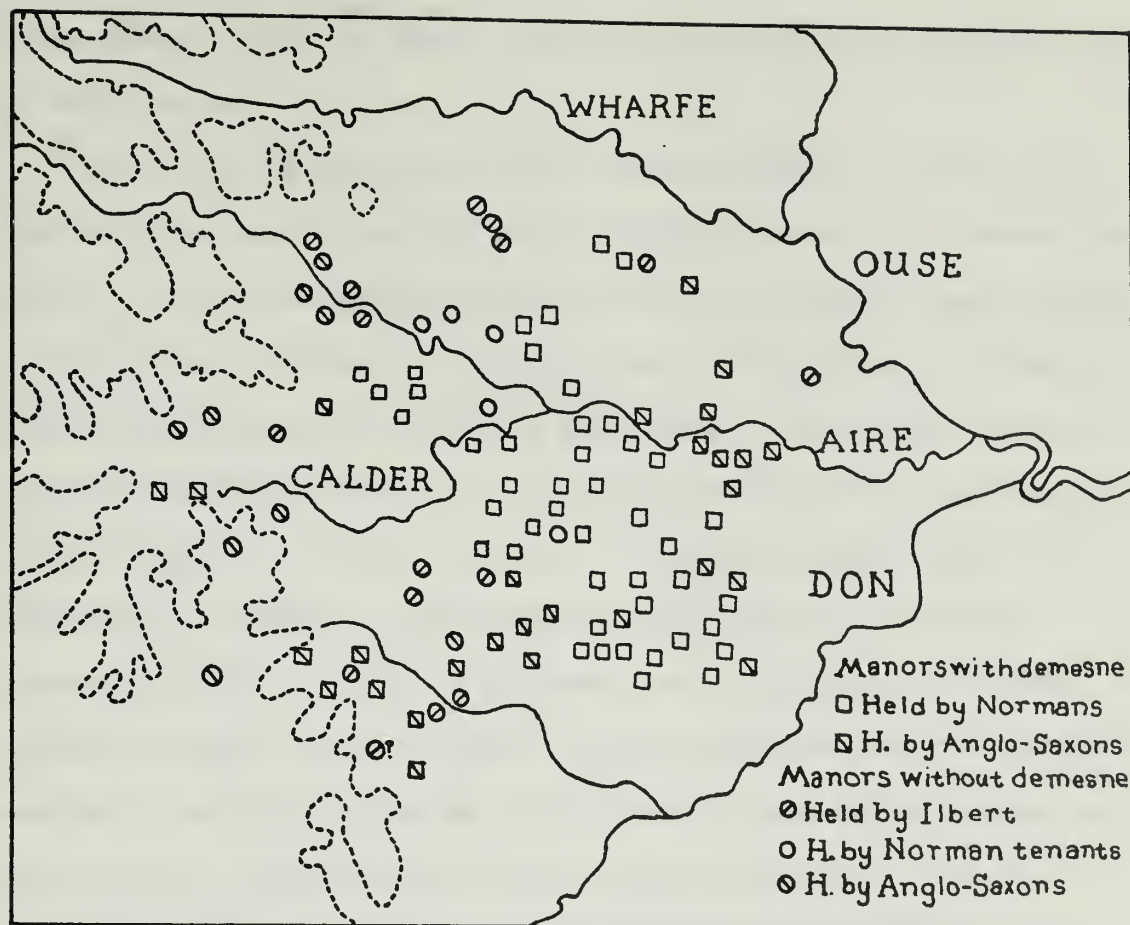 WHARFE
OUSE
AIRE
CALDER
DON
?
Manors with demesne
Held by Normans
H. by Anglo-Saxons
Manors without demesne
Held by Ilbert
H. by Norman tenants
H. by Anglo-Saxons